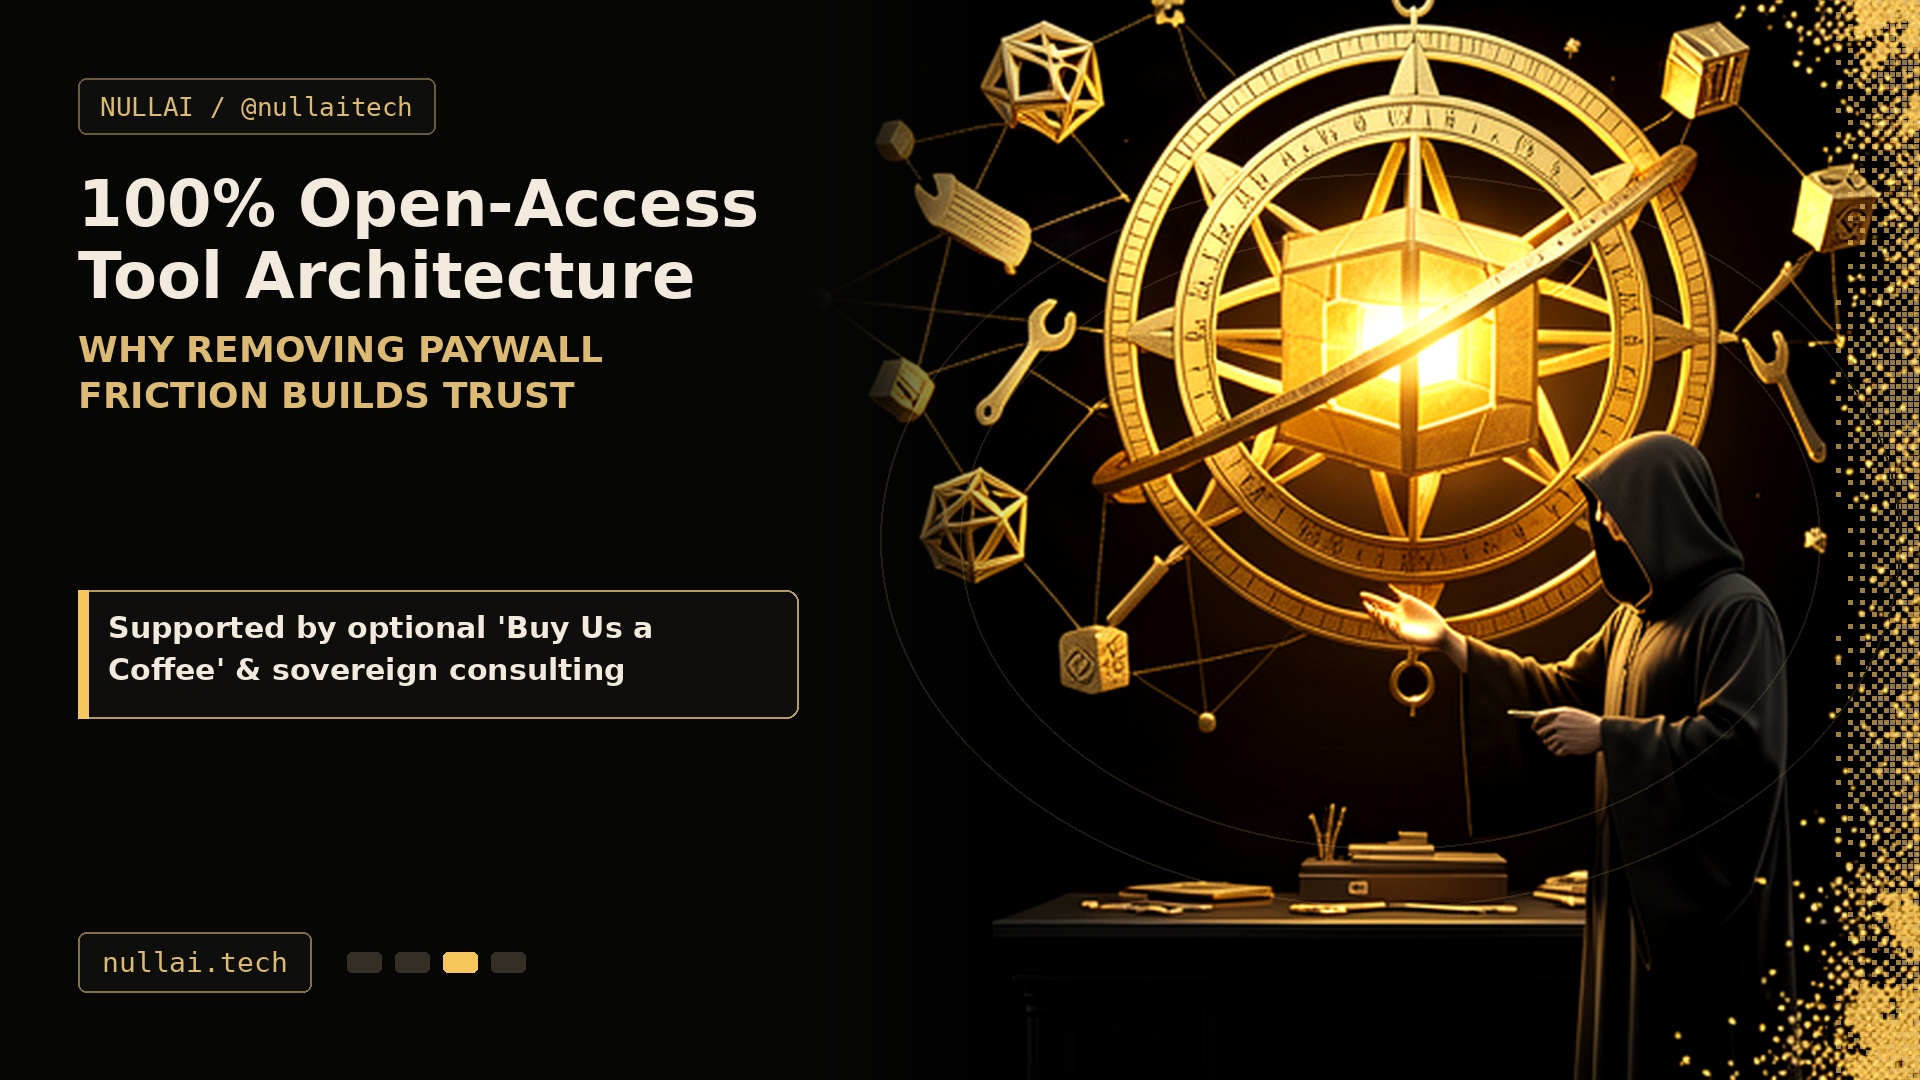 NULLAI / @nullaitech
100% Open-Access
Tool Architecture
WHY REMOVING PAYWALL
FRICTION BUILDS TRUST
Supported by optional 'Buy Us a
Coffee' & sovereign consulting
nullai.tech